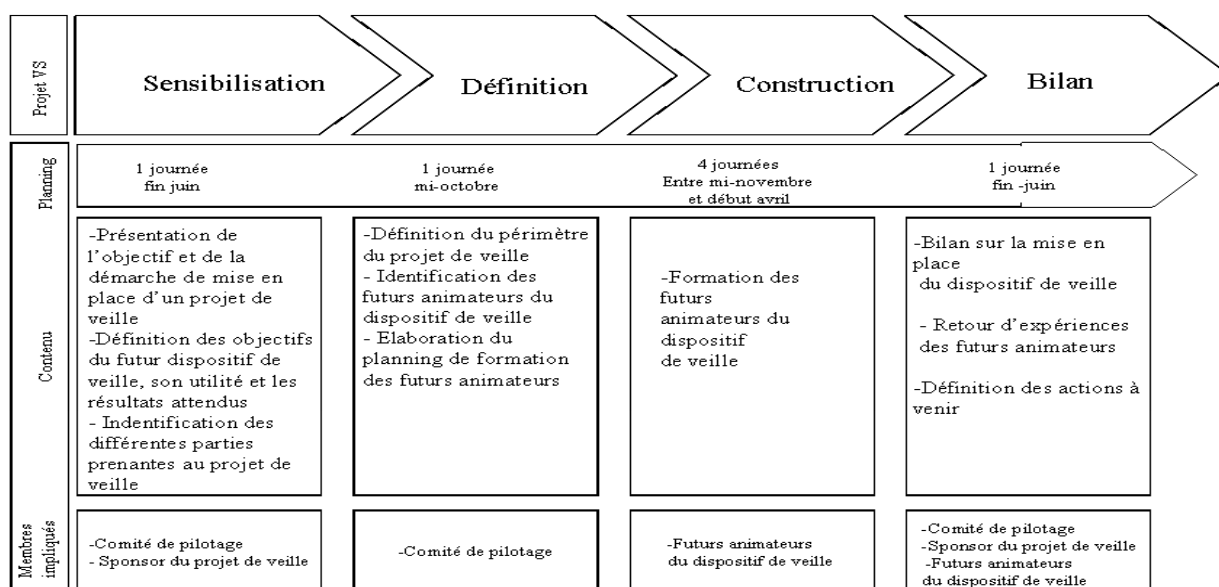 Projet VS
Sensibilisation
Définition
Construction
Bilan
Planning
1 journée
fin juin
1 journée
mi-octobre
4 journées
Entre mi-novembre
et début avril
1 journée
fin -juin
Contenu
-Présentation de
l'objectif et de la
démarche de mise en
place d'un projet de
veille
-Définition des objectifs
du futur dispositif de
veille, son utilité et les
résultats attendus
- Indentification des
différentes parties
prenantes au projet de
veille
-Définition du périmètre
du projet de veille
- Identification des
futurs animateurs du
dispositif de veille
- Elaboration du
planning de formation
des futurs animateurs
-Formation des
futurs
animateurs du
dispositif
de veille
-Bilan sur la mise en
place
du dispositif de veille
- Retour d'expériences
des futurs animateurs
-Définition des actions à
venir
Membres
impliqués
-Comité de pilotage
- Sponsor du projet de veille
-Comité de pilotage
-Futurs animateurs
du dispositif de veille
-Comité de pilotage
-Sponsor du projet de veille
-Futurs animateurs
du dispositif de veille